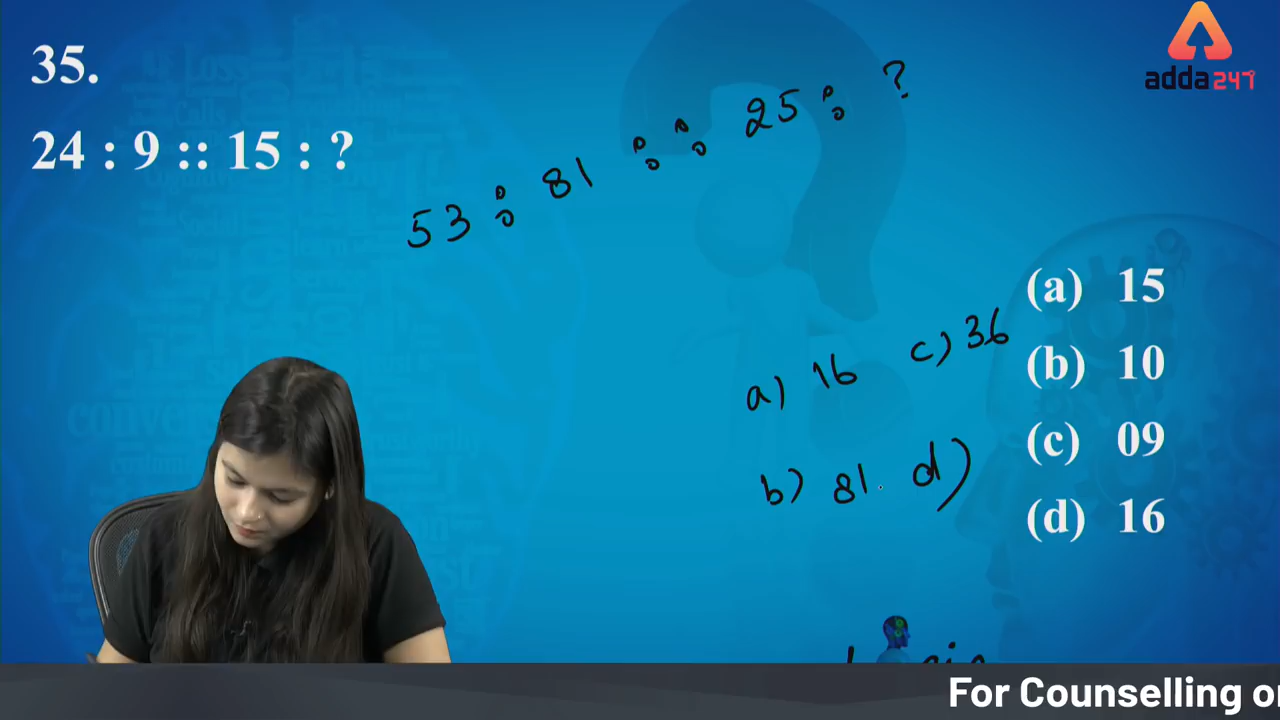 35.
24 : 9 :: 15 : ?
53 : 81 :: 25 : ?
adda247
(a) 15
(b) 10
(c) 09
(d) 16
a) 16 c) 36
b) 81. d)
For Counselling